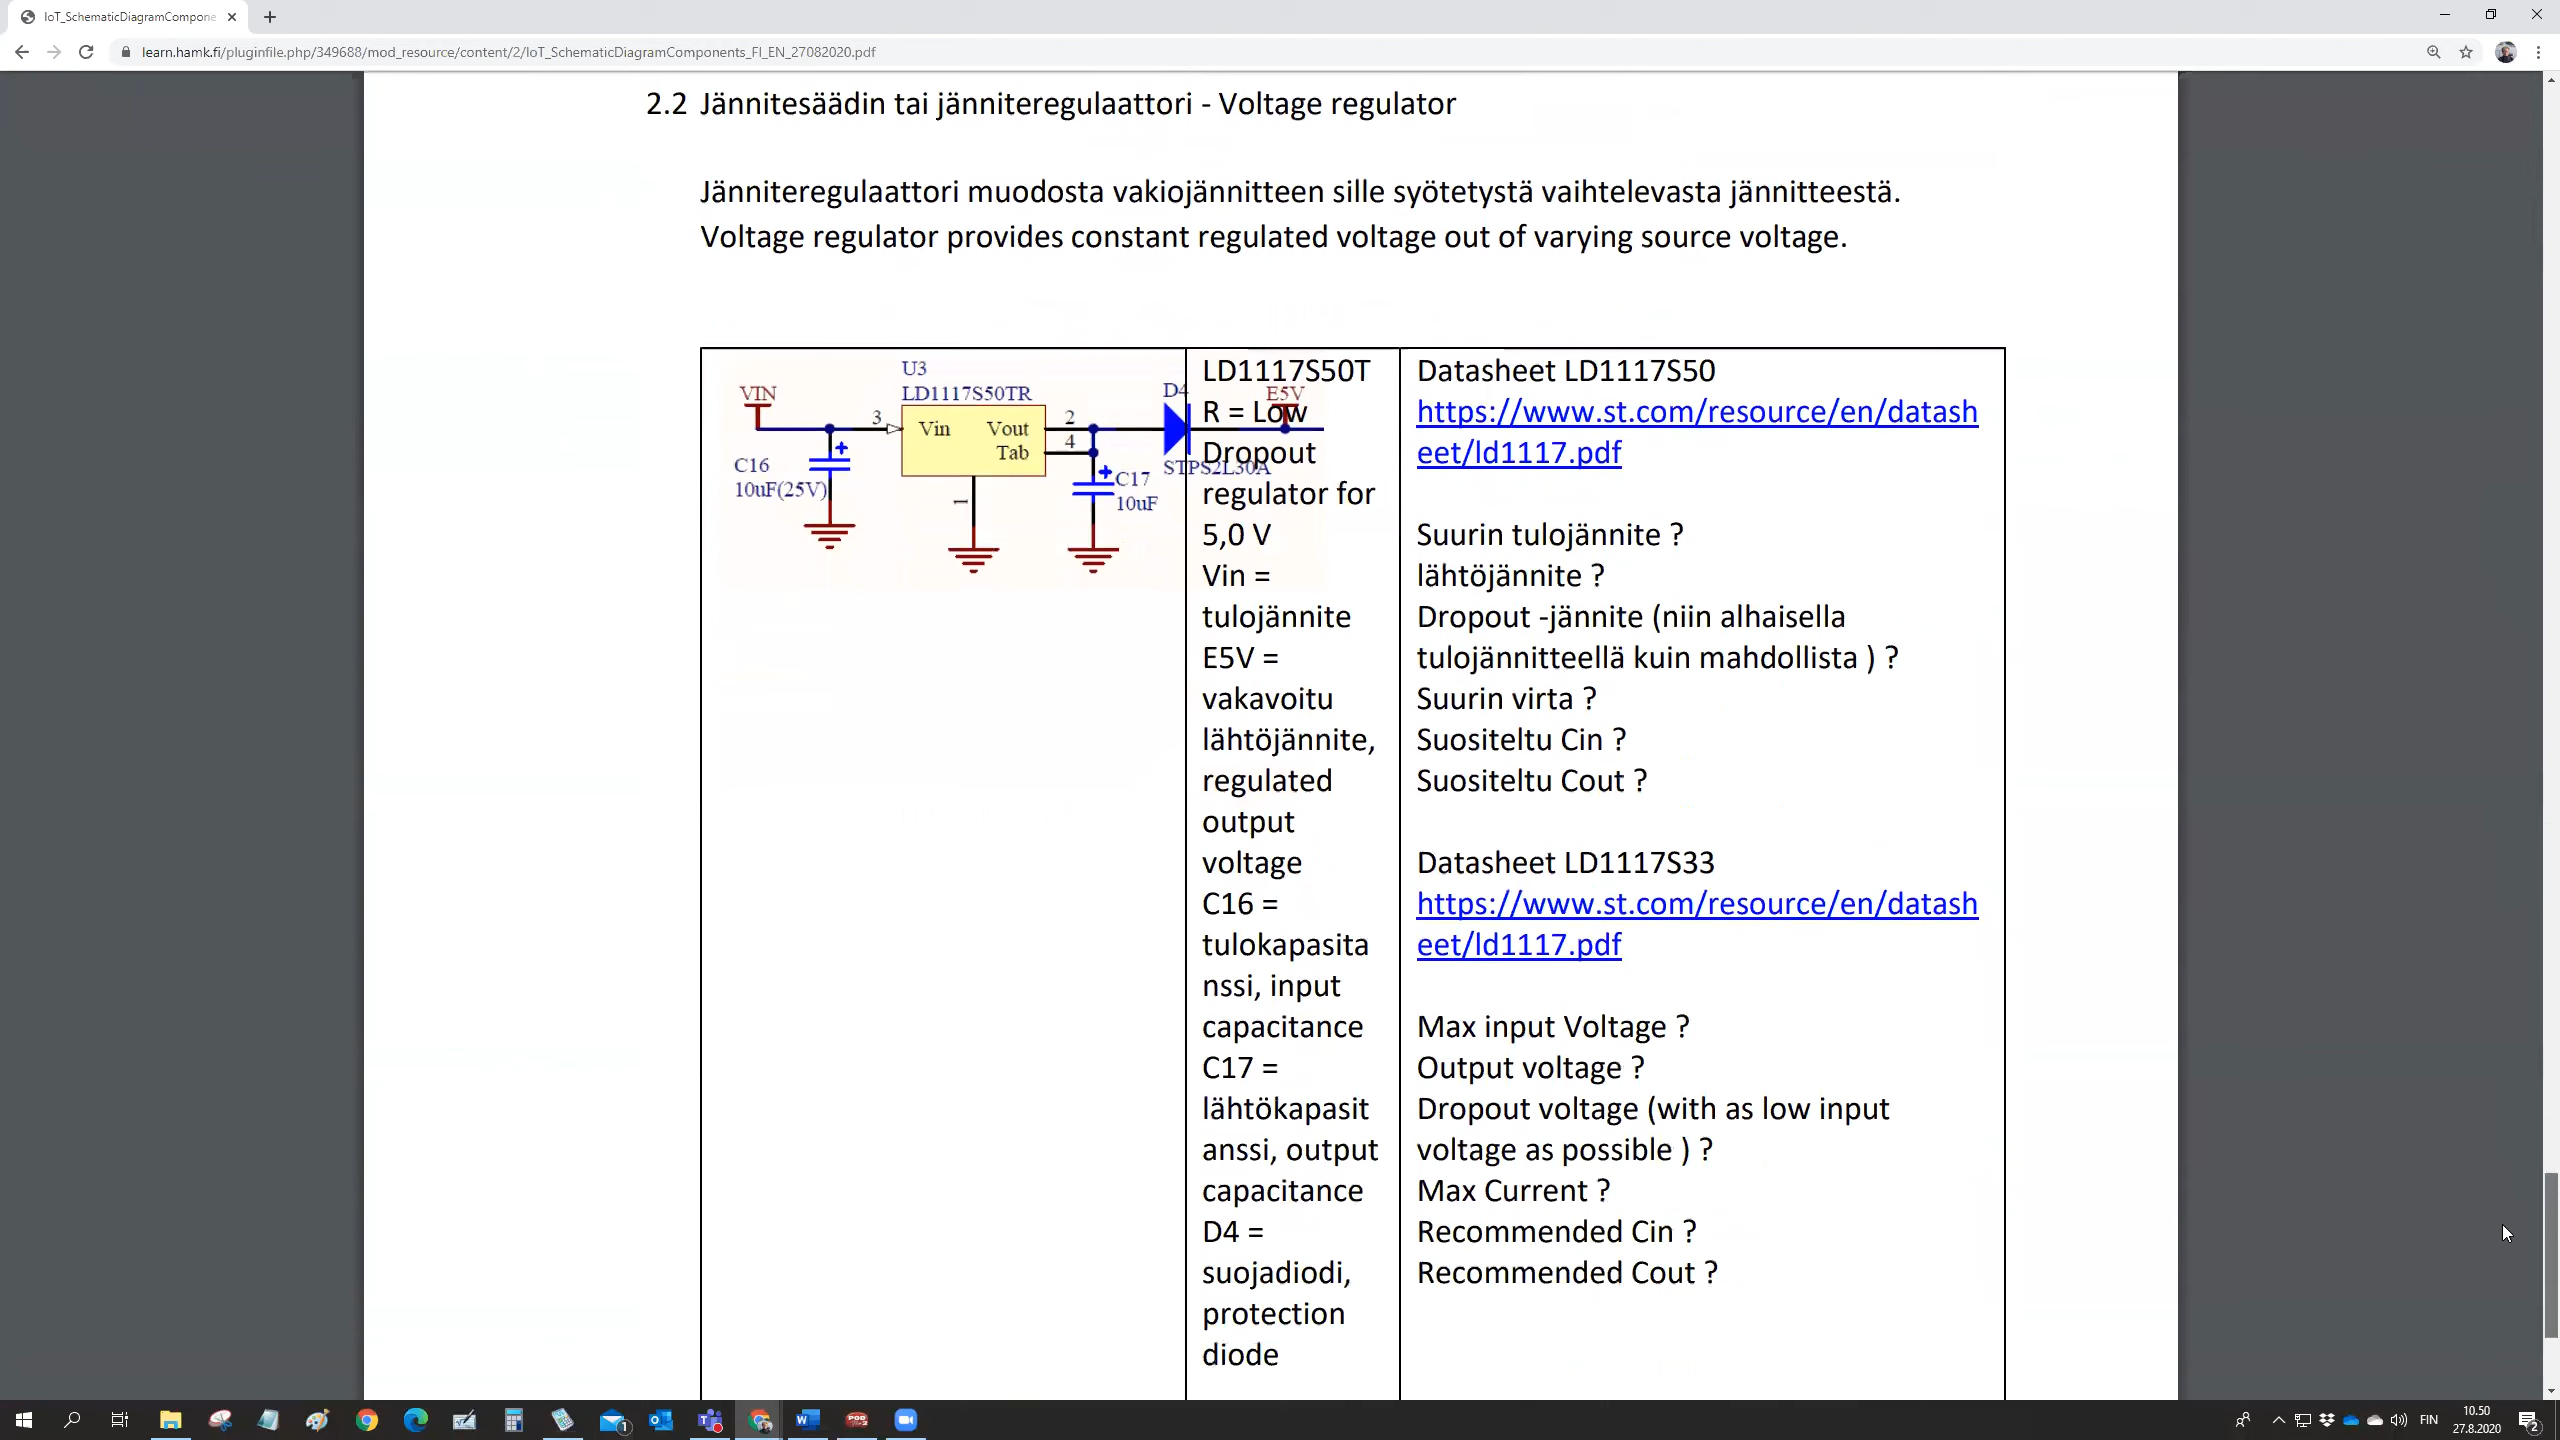 IoT_SchematicDiagramCompone
learn.hamk.fi/pluginfile.php/349688/mod_resource/content/2/IoT_SchematicDiagramComponents_FI_EN_27082020.pdf
2.2 Jännitesäädin tai jänniteregulaattori - Voltage regulator
Jänniteregulaattori muodosta vakiojännitteen sille syötetystä vaihtelevasta jännitteestä.
Voltage regulator provides constant regulated voltage out of varying source voltage.
U3
LD1117S50TR
VIN
3
Vin
Vout
Tab
2
4
1
C16
10uF(25V)
C17
10uF
D4
STPS2L30A
E5V
LD1117S50T
R = Low
Dropout
regulator for
5,0 V
Vin =
tulojännite
E5V =
vakavoitu
lähtöjännite,
regulated
output
voltage
C16 =
tulokapasita
nssi, input
capacitance
C17 =
lähtökapasit
anssi, output
capacitance
D4 =
suojadiodi,
protection
diode
Datasheet LD1117S50
https://www.st.com/resource/en/datash
eet/ld1117.pdf
Suurin tulojännite ?
lähtöjännite ?
Dropout -jännite (niin alhaisella
tulojännitteellä kuin mahdollista ) ?
Suurin virta ?
Suositeltu Cin ?
Suositeltu Cout ?
Datasheet LD1117S33
https://www.st.com/resource/en/datash
eet/ld1117.pdf
Max input Voltage ?
Output voltage ?
Dropout voltage (with as low input
voltage as possible ) ?
Max Current ?
Recommended Cin ?
Recommended Cout ?
FIN
10.50
27.8.2020